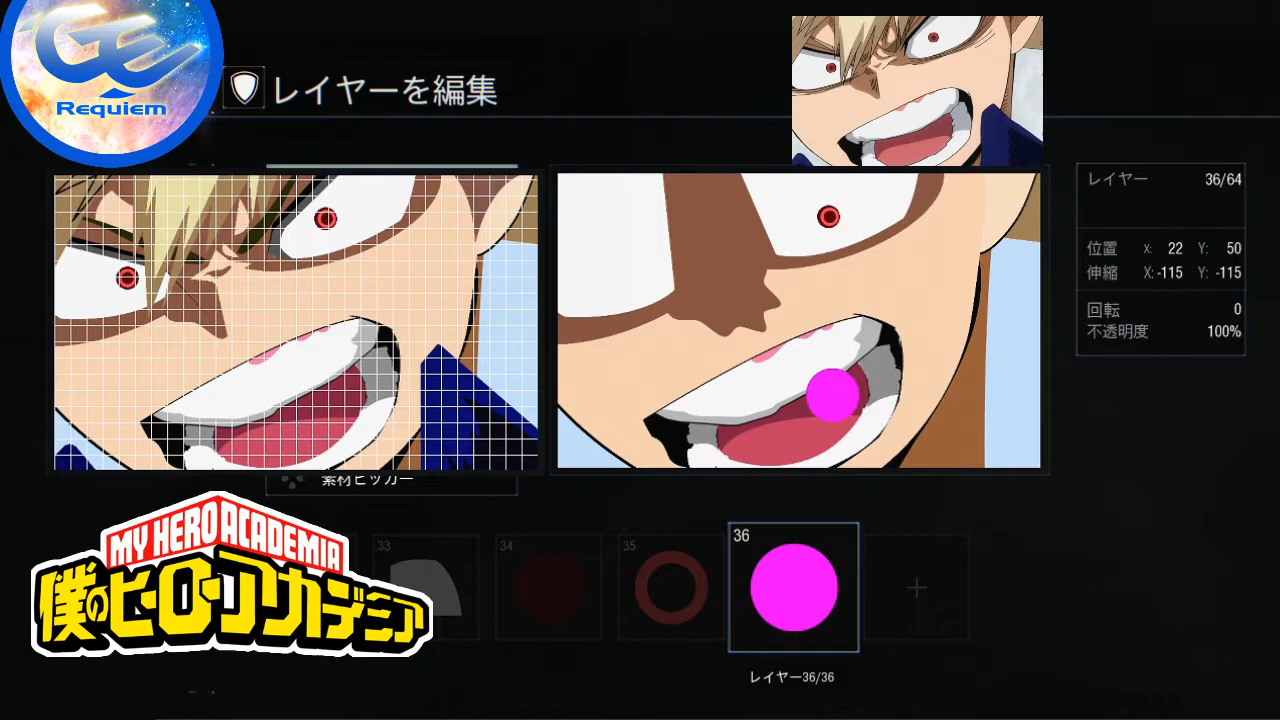 GE
Requiem
レイヤーを編集
レイヤー 36/64
位置 X: 22 Y: 50
伸縮 X:-115 Y: -115
回転 0
不透明度 100%
素材ピッカー
33
34
35
36
レイヤー36/36
MY HERO ACADEMIA
僕のヒーローアカデミア